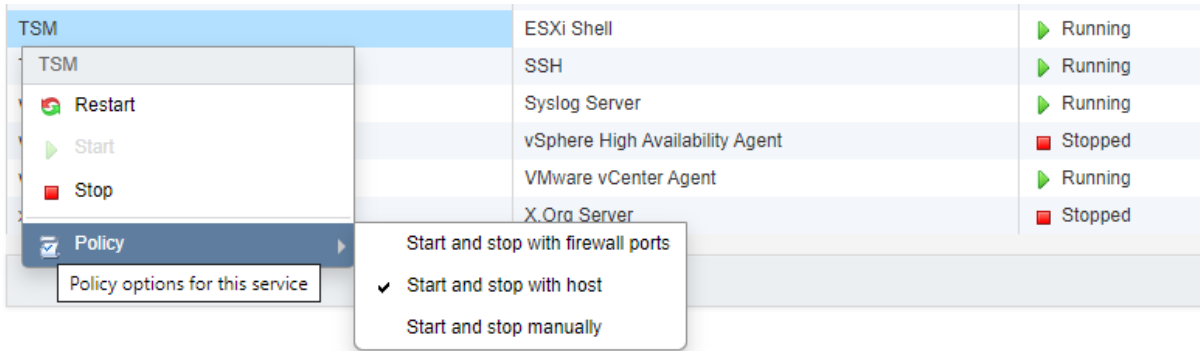 TSM ESXi Shell Running
TSM SSH Running
Restart Syslog Server Running
Start vSphere High Availability Agent Stopped
Stop VMware vCenter Agent Running
X.Org Server Stopped
Policy Start and stop with firewall ports
Policy options for this service Start and stop with host
Start and stop manually